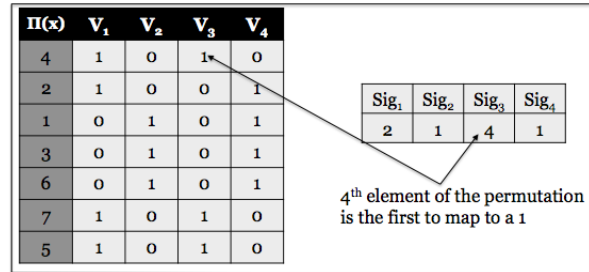 Π(x) V₁ V₂ V₃ V₄
4 1 0 1 0
2 1 0 0 1
1 0 1 0 1
3 0 1 0 1
6 0 1 0 1
7 1 0 1 0
5 1 0 1 0
Sig₁ Sig₂ Sig₃ Sig₄
2 1 4 1
4th element of the permutation
is the first to map to a 1